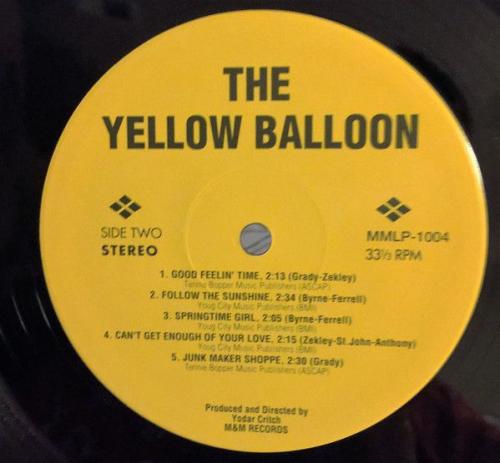 THE
YELLOW BALLOON
SIDE TWO
STEREO
MMLP-1004
33⅓ RPM
1. GOOD FEELIN' TIME. 2:13 (Grady-Zekley)
Tennie Bopper Music Publishers (ASCAP)
2. FOLLOW THE SUNSHINE. 2:34 (Byrne-Ferrell)
Youg City Music Publishers (BMI)
3. SPRINGTIME GIRL. 2:05 (Byrne-Ferrell)
Youg City Music Publishers (BMI)
4. CAN'T GET ENOUGH OF YOUR LOVE. 2:15 (Zekley-St.John-Anthony)
Youg City Music Publishers (BMI)
5. JUNK MAKER SHOPPE. 2:30 (Grady)
Tennie Bopper Music Publishers (ASCAP)
Produced and Directed by
Yodar Critch
M&M RECORDS